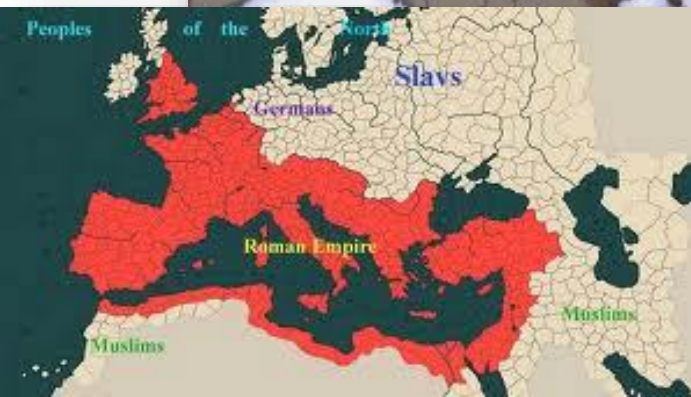 Peoples of the North
Slavs
Germans
Roman Empire
Muslims
Muslims